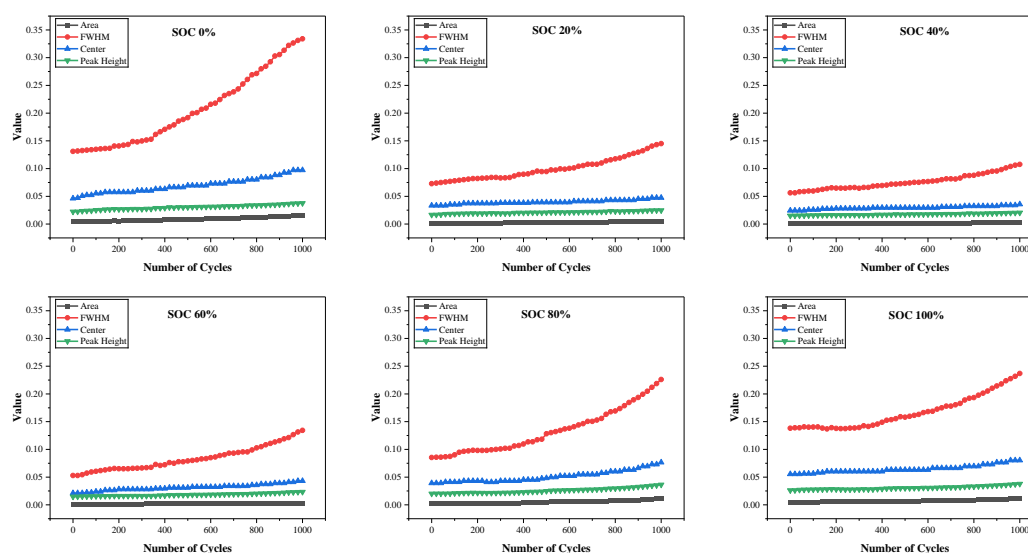 Area
FWHM
Center
Peak Height
SOC 0%
0.35
0.30
0.25
0.20
0.15
0.10
0.05
0.00
Value
0 200 400 600 800 1000
Number of Cycles
Area
FWHM
Center
Peak Height
SOC 20%
0.35
0.30
0.25
0.20
0.15
0.10
0.05
0.00
Value
0 200 400 600 800 1000
Number of Cycles
Area
FWHM
Center
Peak Height
SOC 40%
0.35
0.30
0.25
0.20
0.15
0.10
0.05
0.00
Value
0 200 400 600 800 1000
Number of Cycles
Area
FWHM
Center
Peak Height
SOC 60%
0.35
0.30
0.25
0.20
0.15
0.10
0.05
0.00
Value
0 200 400 600 800 1000
Number of Cycles
Area
FWHM
Center
Peak Height
SOC 80%
0.35
0.30
0.25
0.20
0.15
0.10
0.05
0.00
Value
0 200 400 600 800 1000
Number of Cycles
Area
FWHM
Center
Peak Height
SOC 100%
0.35
0.30
0.25
0.20
0.15
0.10
0.05
0.00
Value
0 200 400 600 800 1000
Number of Cycles